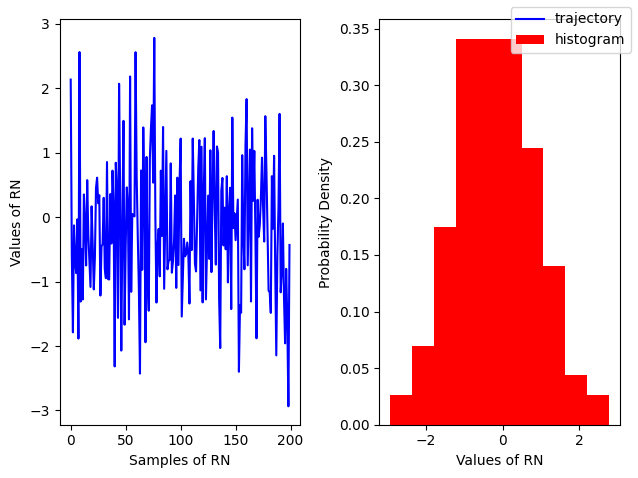 trajectory
histogram
3
2
1
0
−1
−2
−3
Values of RN
0 50 100 150 200
Samples of RN
0.35
0.30
0.25
0.20
0.15
0.10
0.05
0.00
Probability Density
−2 0 2
Values of RN